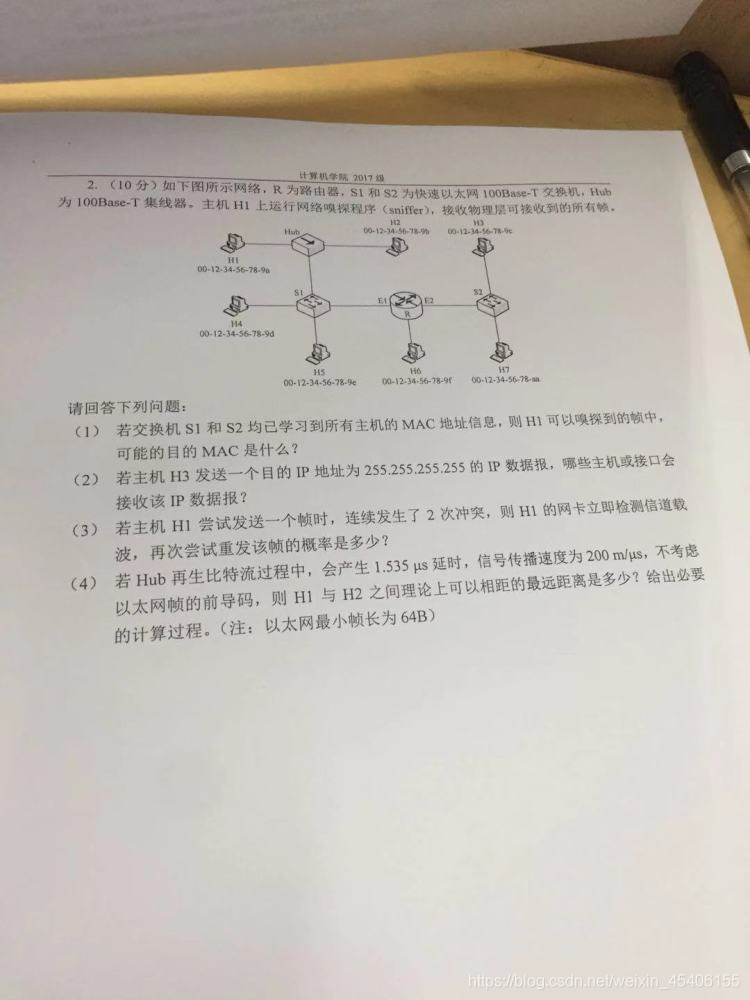 计算机学院 2017 级
2. （10 分）如下图所示网络，R 为路由器，S1 和 S2 为快速以太网 100Base-T 交换机，Hub
为 100Base-T 集线器。主机 H1 上运行网络嗅探程序（sniffer），接收物理层可接收到的所有帧。
H2
H3
Hub
00-12-34-56-78-9b
00-12-34-56-78-9c
H1
00-12-34-56-78-9a
S1
E1
E2
S2
R
H4
00-12-34-56-78-9d
H5
H6
H7
00-12-34-56-78-9e
00-12-34-56-78-9f
00-12-34-56-78-aa
请回答下列问题：
（1） 若交换机 S1 和 S2 均已学习到所有主机的 MAC 地址信息，则 H1 可以嗅探到的帧中，
可能的目的 MAC 是什么？
（2） 若主机 H3 发送一个目的 IP 地址为 255.255.255.255 的 IP 数据报，哪些主机或接口会
接收该 IP 数据报？
（3） 若主机 H1 尝试发送一个帧时，连续发生了 2 次冲突，则 H1 的网卡立即检测信道载
波，再次尝试重发该帧的概率是多少？
（4） 若 Hub 再生比特流过程中，会产生 1.535 μs 延时，信号传播速度为 200 m/μs，不考虑
以太网帧的前导码，则 H1 与 H2 之间理论上可以相距的最远距离是多少？给出必要
的计算过程。（注：以太网最小帧长为 64B）
https://blog.csdn.net/weixin_45406155